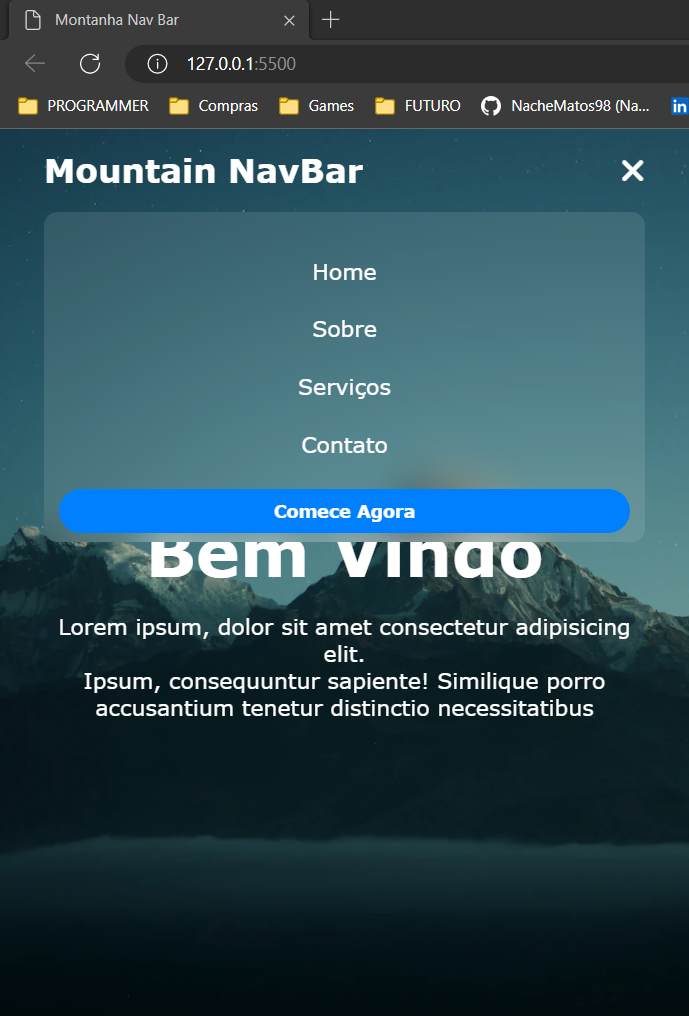 Montanha Nav Bar
127.0.0.1:5500
PROGRAMMER Compras Games FUTURO NacheMatos98 (Na... in
Mountain NavBar
Home
Sobre
Serviços
Contato
Comece Agora
Bem Vindo
Lorem ipsum, dolor sit amet consectetur adipisicing
elit.
Ipsum, consequuntur sapiente! Similique porro
accusantium tenetur distinctio necessitatibus